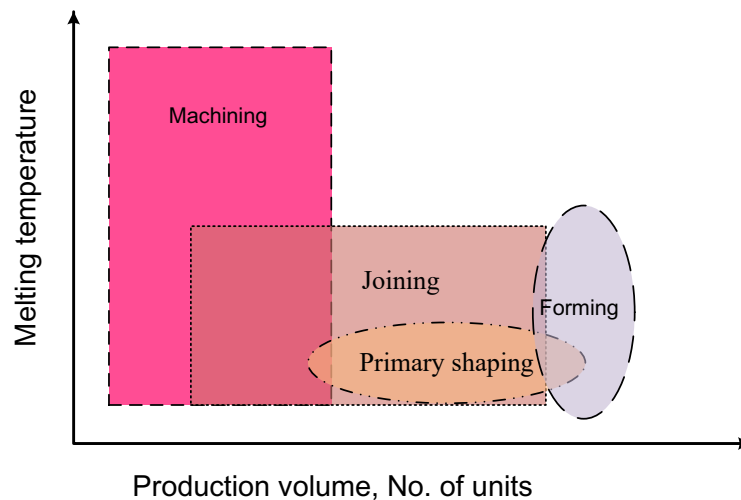 Melting temperature
Machining
Joining
Forming
Primary shaping
Production volume, No. of units